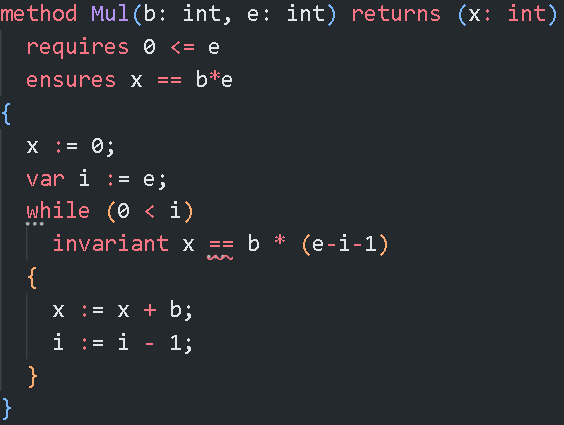 method Mul(b: int, e: int) returns (x: int)
  requires 0 <= e
  ensures x == b*e
{
  x := 0;
  var i := e;
  while (0 < i)
    invariant x == b * (e-i-1)
  {
    x := x + b;
    i := i - 1;
  }
}